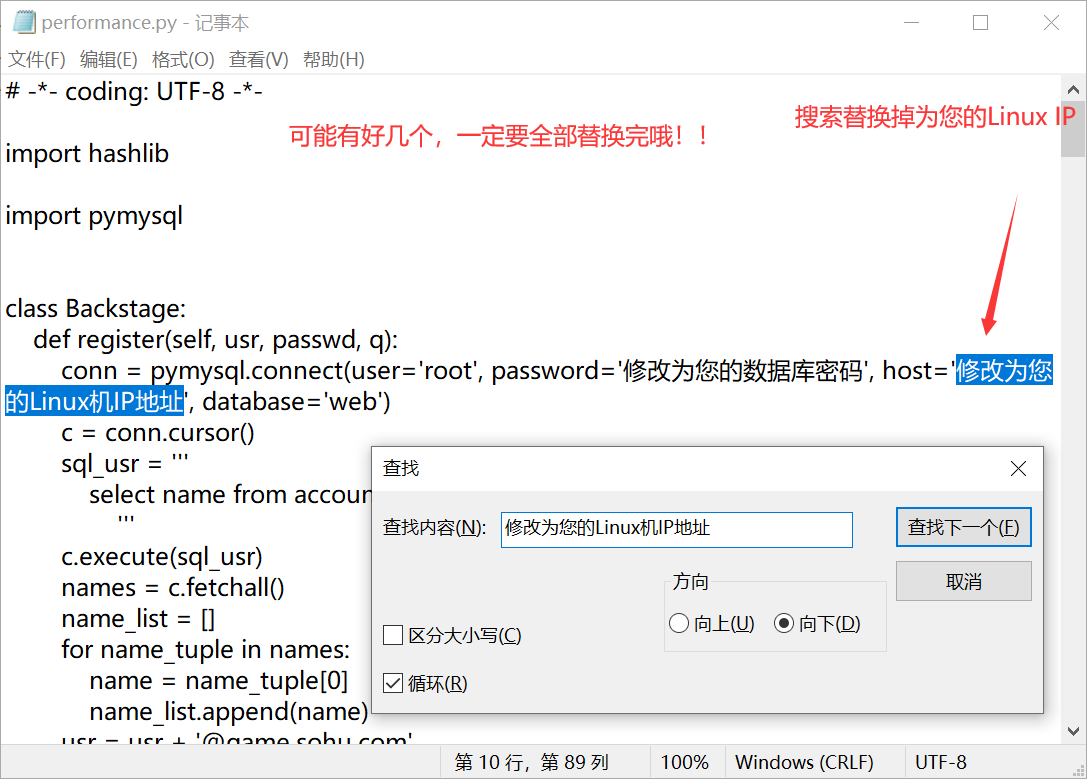 performance.py - 记事本
文件(F) 编辑(E) 格式(O) 查看(V) 帮助(H)
# -*- coding: UTF-8 -*-
搜索替换掉为您的Linux IP
可能有好几个，一定要全部替换完哦！！
import hashlib
import pymysql
class Backstage:
def register(self, usr, passwd, q):
conn = pymysql.connect(user='root', password='修改为您的数据库密码', host='修改为您
的Linux机IP地址', database='web')
c = conn.cursor()
sql_usr = '''
select name from accoun
'''
c.execute(sql_usr)
names = c.fetchall()
name_list = []
for name_tuple in names:
name = name_tuple[0]
name_list.append(name)
usr = usr + '@game.sohu.com'
查找
查找内容(N):
修改为您的Linux机IP地址
查找下一个(F)
取消
方向
向上(U) 向下(D)
区分大小写(C)
循环(R)
第 10 行，第 89 列 100% Windows (CRLF) UTF-8